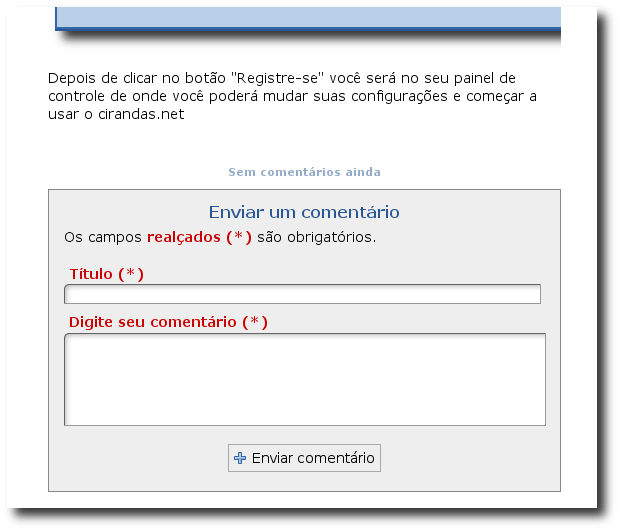 Depois de clicar no botão "Registre-se" você será no seu painel de
controle de onde você poderá mudar suas configurações e começar a
usar o cirandas.net
Sem comentários ainda
Enviar um comentário
Os campos realçados (*) são obrigatórios.
Título (*)
Digite seu comentário (*)
Enviar comentário